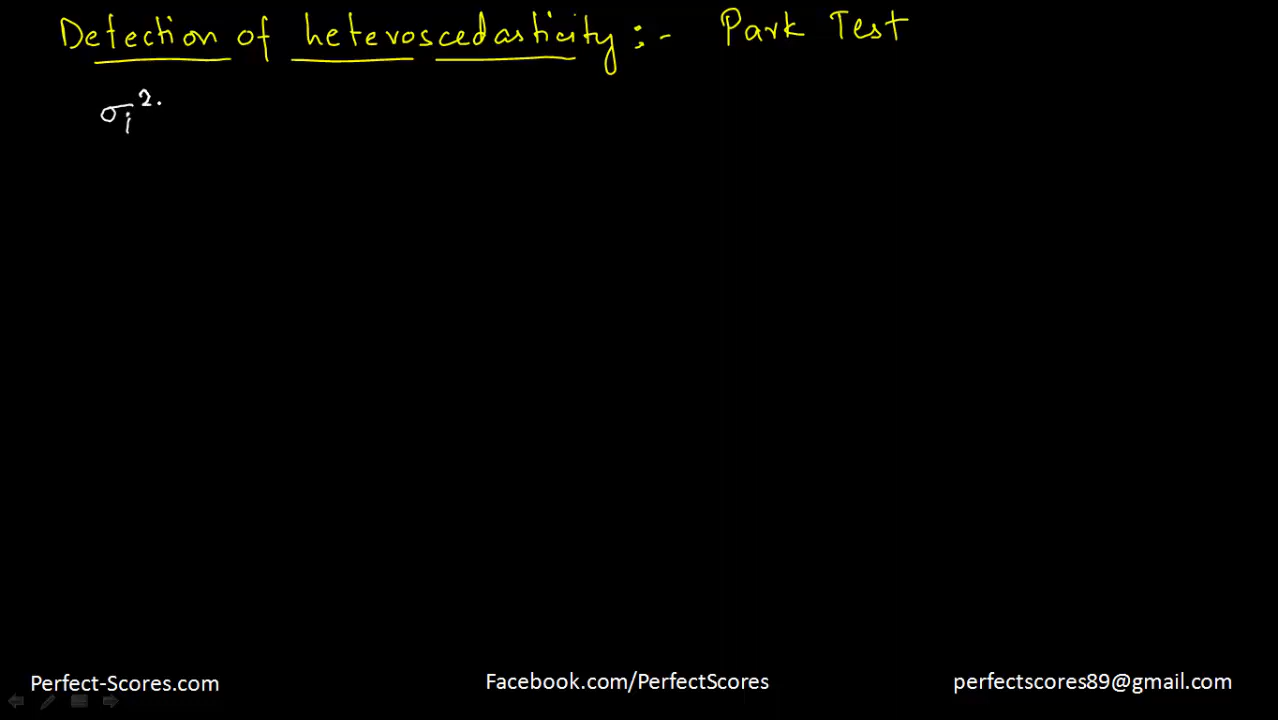 Detection of heteroscedasticity :- Park Test
σi².
Perfect-Scores.com
Facebook.com/PerfectScores
perfectscores89@gmail.com